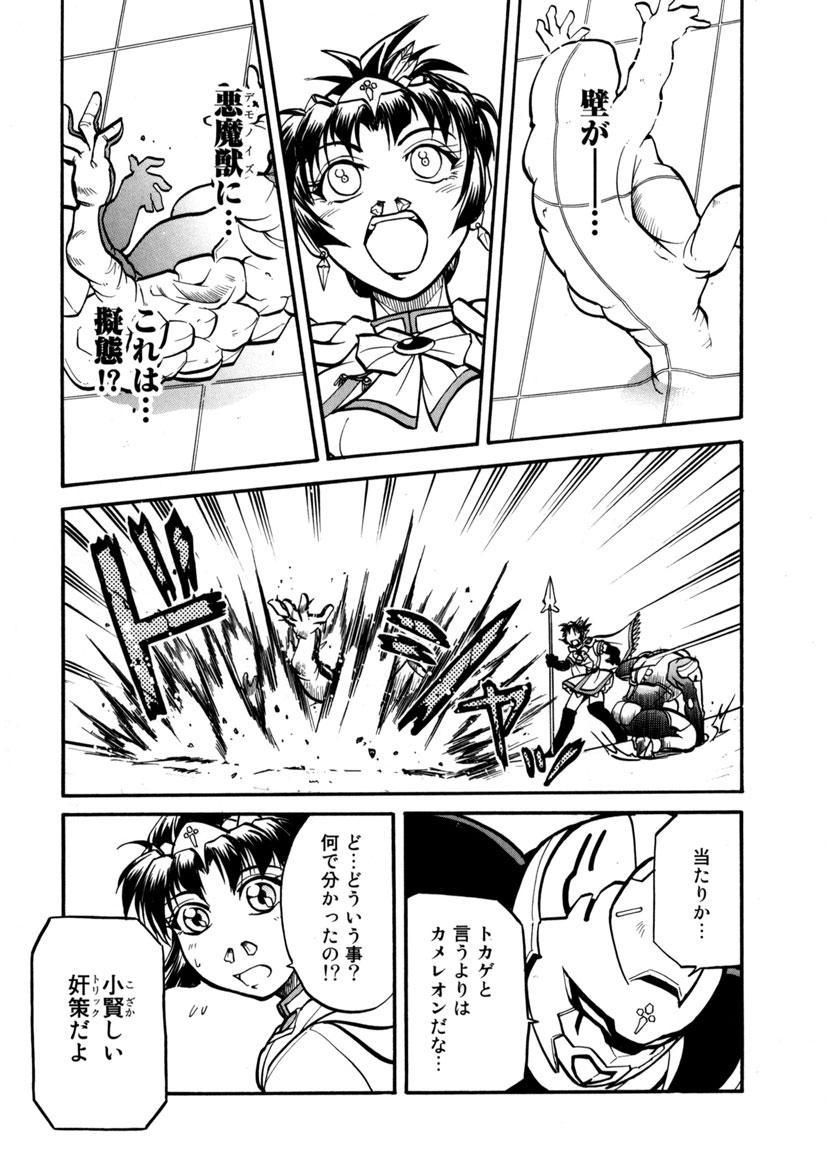 壁が――…
悪魔獣に…
デモノイズ
これは…
擬態!?
ドドシャッ
当たりか…
トカゲと
言うよりは
カメレオンだな…
ど…どういう事?
何で分かったの!?
小賢しい
こざか
奸策だよ
トリック